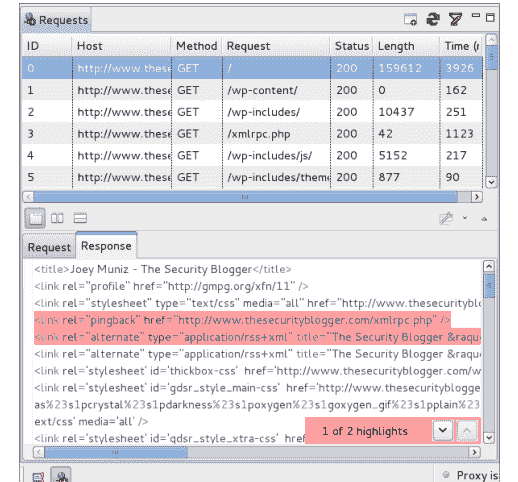 Requests
ID Host Method Request Status Length Time (r
0 http://www.these GET / 200 159612 3926
1 http://www.these GET /wp-content/ 200 0 162
2 http://www.these GET /wp-includes/ 200 10437 251
3 http://www.these GET /xmlrpc.php 200 42 1123
4 http://www.these GET /wp-includes/js/ 200 5152 217
5 http://www.these GET /wp-includes/theme 200 90 877
Request Response
<title>Joey Muniz - The Security Blogger</title>
<link rel="profile" href="http://gmpg.org/xfn/11" />
<link rel="stylesheet" type="text/css" media="all" href="http://www.thesecurityblo
<link rel="pingback" href="http://www.thesecurityblogger.com/xmlrpc.php" />
<link rel="alternate" type="application/rss+xml" title="The Security Blogger &raqu
<link rel="alternate" type="application/rss+xml" title="The Security Blogger &raqu
<link rel='stylesheet' id='thickbox-css' href='http://www.thesecurityblogger.com/w
<link rel='stylesheet' id='gdsr_style_main-css' href='http://www.thesecurityblogge
as%23s1pcrystal%23s1pdarkness%23s1poxygen%23s1goxygen_gif%23s1pplain%23
ext/css' media='all' />
<link rel='stylesheet' id='gdsr_style_xtra-css' href
1 of 2 highlights
Proxy is